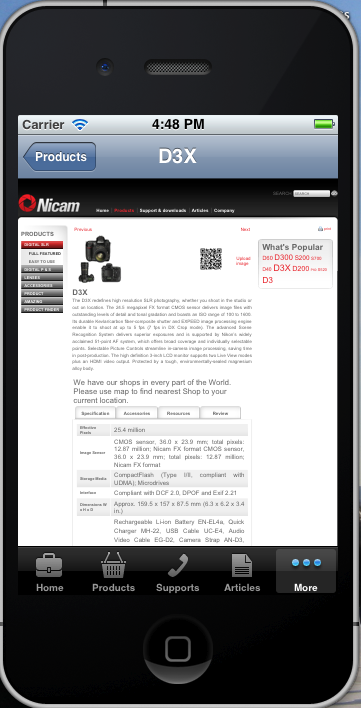 Carrier 4:48 PM
Products D3X
SEARCH SEARCH
Nicam
Home Products Support & downloads Articles Company
PRODUCTS
DIGITAL SLR
FULL FEATURED
EASY TO USE
DIGITAL P & S
LENSES
ACCESSORIES
PRODUCT
AMAZING
PRODUCT FINDER
Previous Next
Upload
image
print
What's Popular
D60 D300 S200 S700
D40 D3X D200
D3
D3X
The D3X redefines high resolution SLR photography, whether you shoot in the studio or
out on location. The 24.5 megapixel FX format CMOS sensor delivers image files with
outstanding levels of detail and tonal gradation and boasts an ISO range of 100 to 1600.
Its durable Kevlar/carbon fibre-composite shutter and EXPEED image processing engine
enable it to shoot at up to 5 fps (7 fps in DX Crop mode). The advanced Scene
Recognition System delivers superior exposures and is supported by Nikon's widely
acclaimed 51-point AF system, which offers broad coverage and individually selectable
points. Selectable Picture Controls streamline in-camera image processing, saving time
in post-production. The high definition 3-inch LCD monitor supports two Live View modes
plus an HDMI video output. Protected by a tough, environmentally-sealed magnesium
alloy body.
We have our shops in every part of the World.
Please use map to find nearest Shop to your
current location.
Specification Accessories Resources Review
Effective
Pixels
25.4 million
Image Sensor
CMOS sensor, 36.0 x 23.9 mm; total pixels:
12.87 million; Nicam FX format CMOS sensor,
36.0 x 23.9 mm; total pixels: 12.87 million;
Nicam FX format
Storage Media
CompactFlash (Type I/II, compliant with
UDMA); Microdrives
Interface
Compliant with DCF 2.0, DPOF and Exif 2.21
Dimensions W
x H x D
Approx. 159.5 x 157 x 87.5 mm (6.3 x 6.2 x 3.4
in.)
Rechargeable Li-ion Battery EN-EL4a, Quick
Charger MH-22, USB Cable UC-E4, Audio
Video Cable EG-D2, Camera Strap AN-D3,
Home Products Supports Articles More